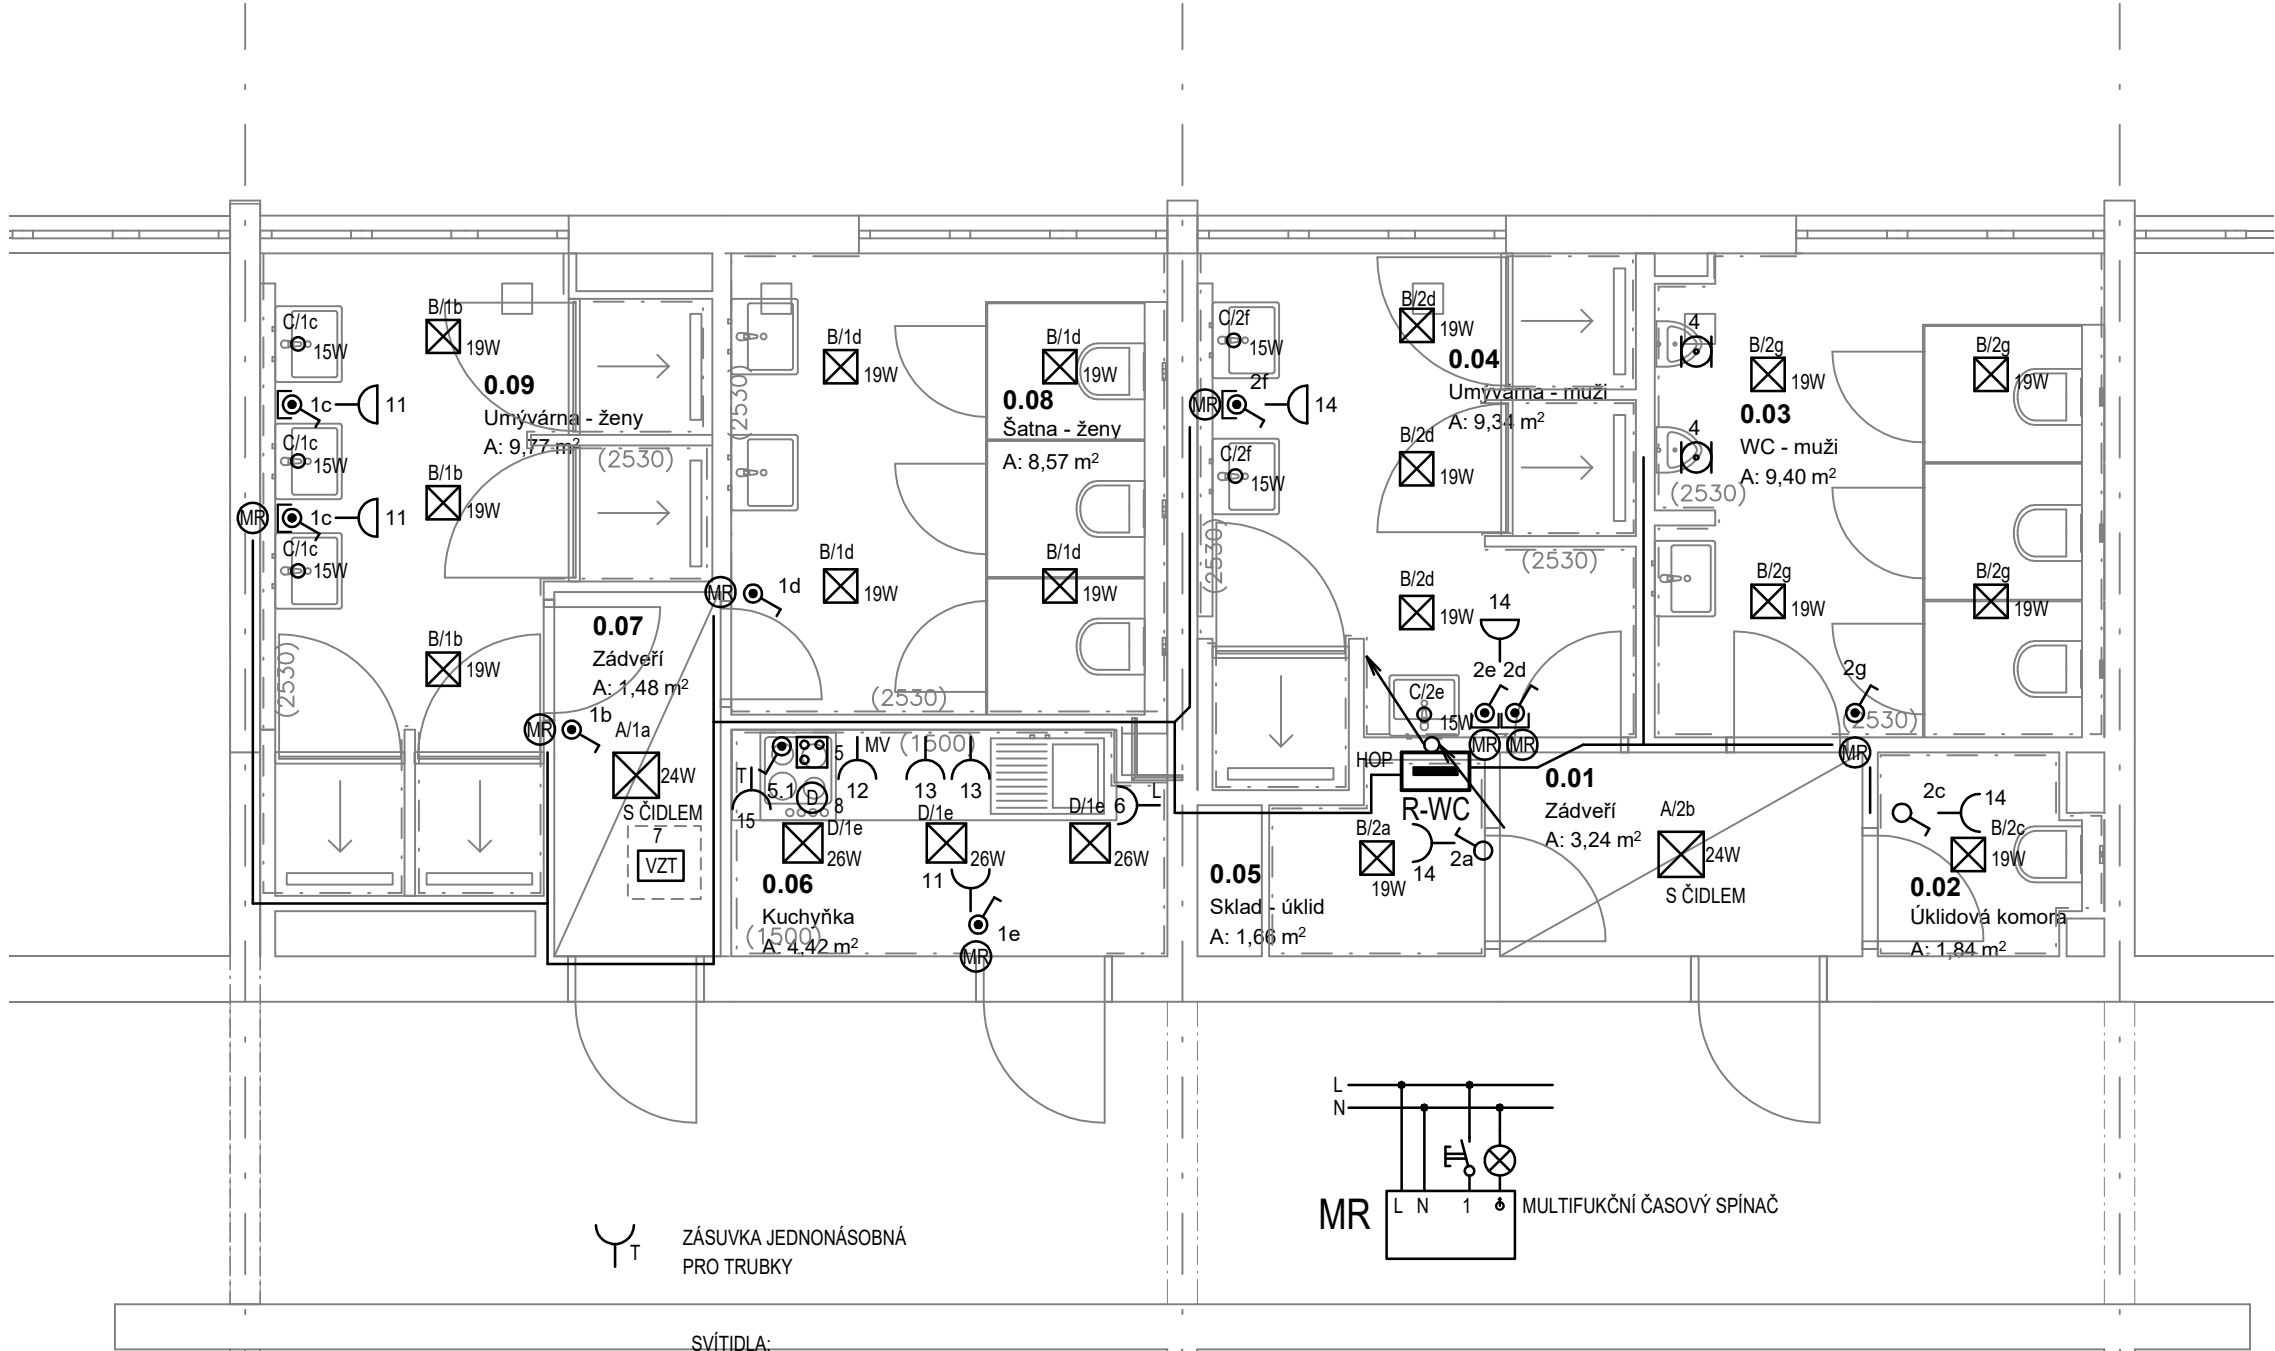 B/1b
C/1c
15W
19W
0.09
Umývárna - ženy
A: 9,77 m²
(2530)
1c
11
C/1c
15W
B/1b
19W
MR
1c
11
C/1c
15W
B/1b
19W
(2530)
0.07
Zádveří
A: 1,48 m²
MR
1b
A/1a
24W
S ČIDLEM
7
VZT
MR
1d
B/1d
19W
B/1d
19W
(2530)
0.08
Šatna - ženy
A: 8,57 m²
B/1d
19W
B/1d
19W
(2530)
T
5
MV
(1500)
5.1
D
8
12
13
13
15
D/1e
26W
D/1e
26W
D/1e
6
L
26W
11
0.06
Kuchyňka
A: 4,42 m²
(1500)
1e
MR
C/2f
15W
B/2d
19W
0.04
Umývárna - muži
A: 9,34 m²
MR
2f
14
C/2f
15W
B/2d
19W
(2530)
(2530)
B/2d
19W
14
2e
2d
C/2e
15W
MR
MR
HOP
R-WC
0.05
Sklad - úklid
A: 1,66 m²
B/2a
19W
14
2a
0.01
Zádveří
A: 3,24 m²
A/2b
24W
S ČIDLEM
4
4
B/2g
19W
B/2g
19W
0.03
WC - muži
A: 9,40 m²
(2530)
B/2g
19W
B/2g
19W
2g
(2530)
MR
2c
14
B/2c
19W
0.02
Úklidová komora
A: 1,84 m²
L
N
MR
L N 1
MULTIFUKČNÍ ČASOVÝ SPÍNAČ
T
ZÁSUVKA JEDNONÁSOBNÁ
PRO TRUBKY
SVÍTIDLA: